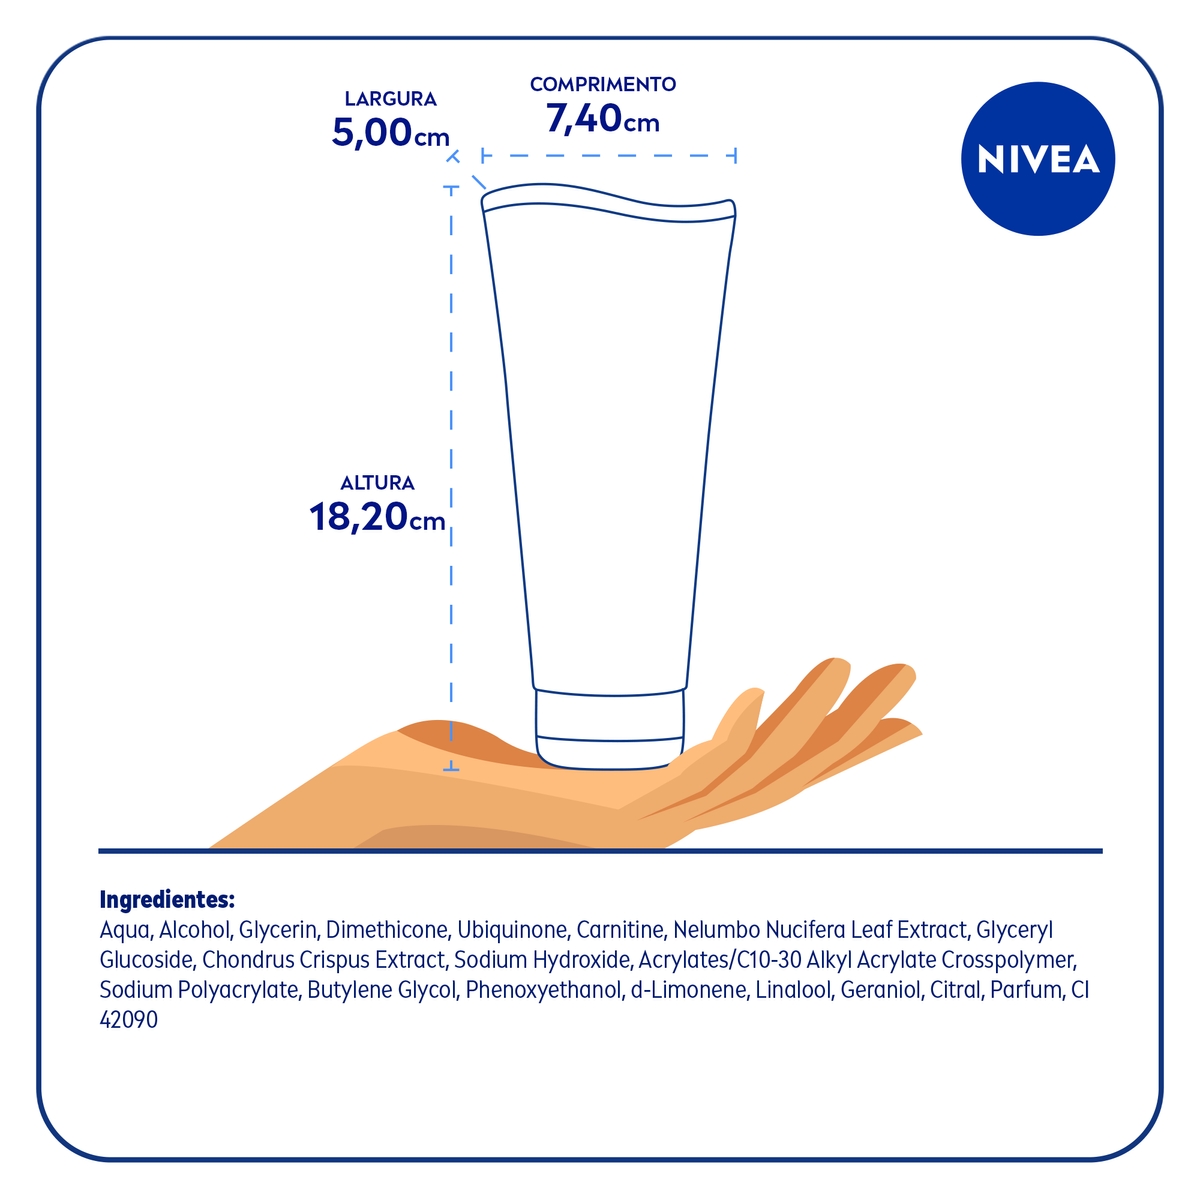 LARGURA
5,00cm
COMPRIMENTO
7,40cm
NIVEA
ALTURA
18,20cm
Ingredientes:
Aqua, Alcohol, Glycerin, Dimethicone, Ubiquinone, Carnitine, Nelumbo Nucifera Leaf Extract, Glyceryl
Glucoside, Chondrus Crispus Extract, Sodium Hydroxide, Acrylates/C10-30 Alkyl Acrylate Crosspolymer,
Sodium Polyacrylate, Butylene Glycol, Phenoxyethanol, d-Limonene, Linalool, Geraniol, Citral, Parfum, CI
42090